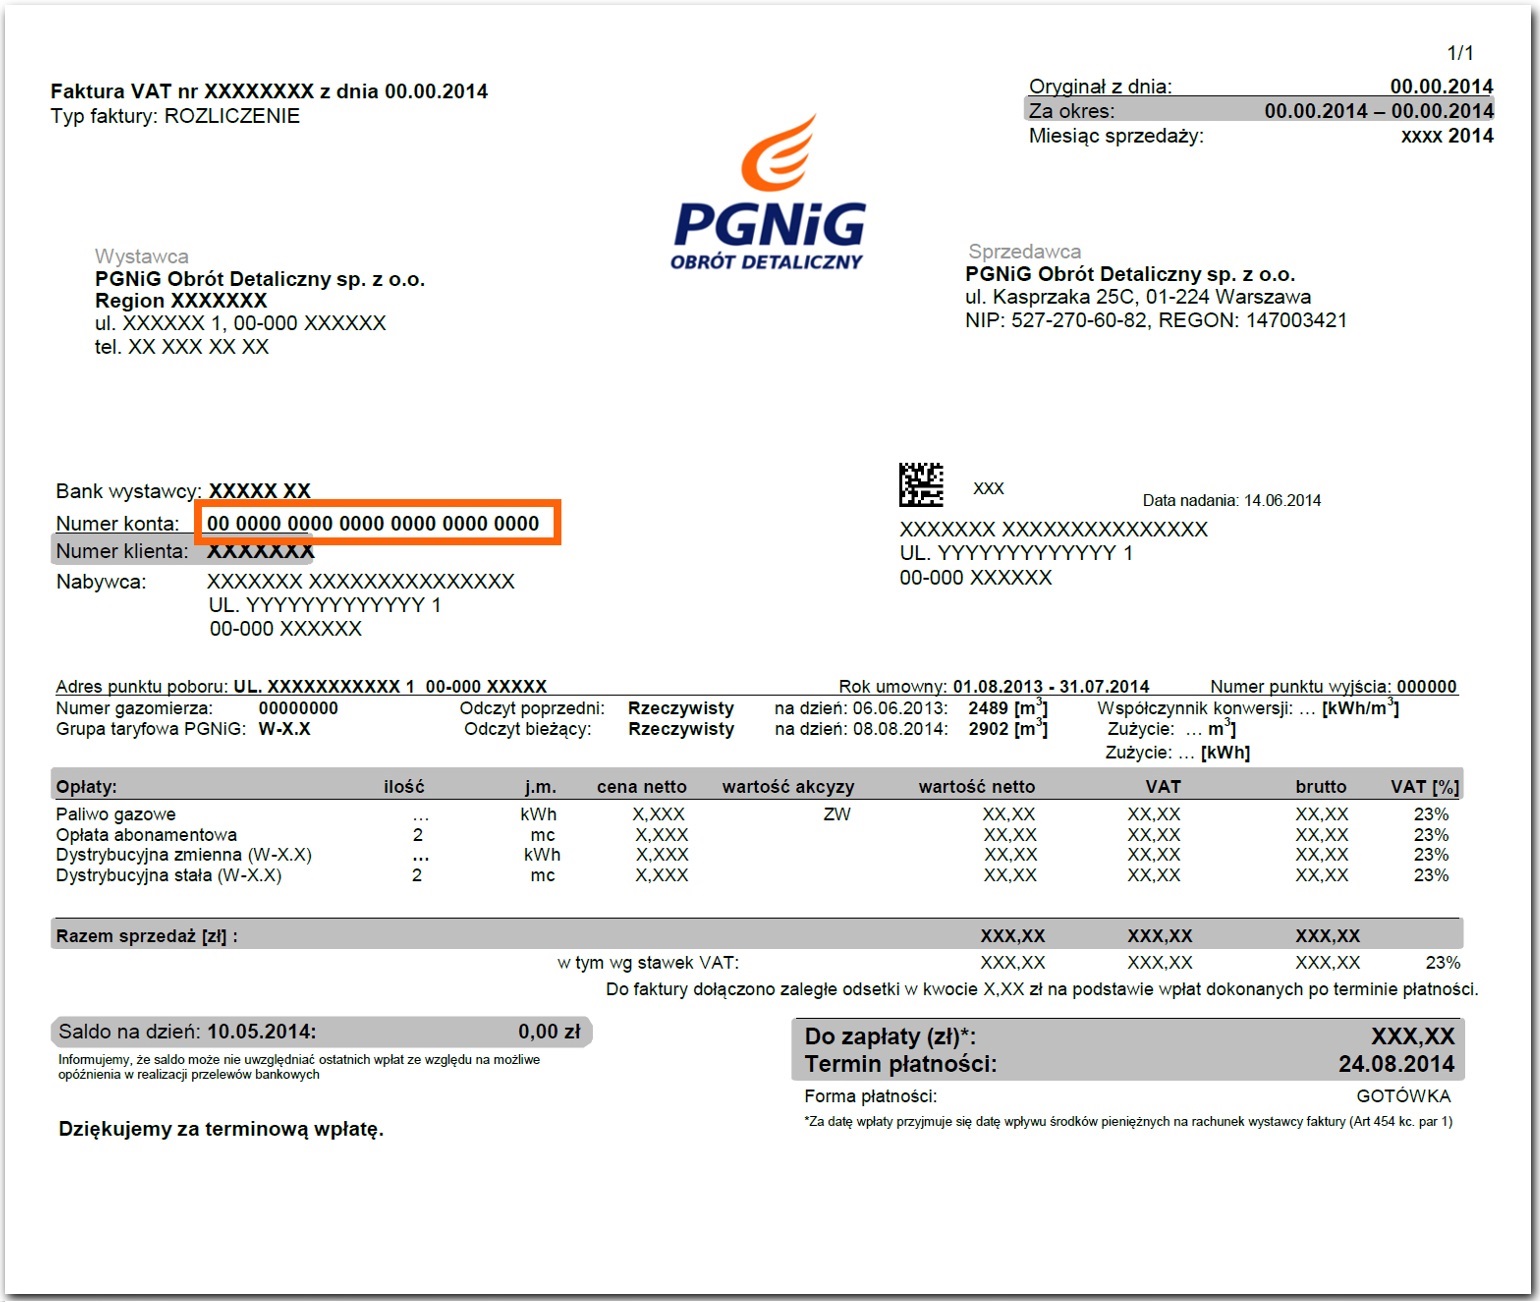 1/1
Faktura VAT nr XXXXXXXX z dnia 00.00.2014
Typ faktury: ROZLICZENIE
Oryginał z dnia: 00.00.2014
Za okres: 00.00.2014 – 00.00.2014
Miesiąc sprzedaży: xxxx 2014
PGNiG
OBRÓT DETALICZNY
Wystawca
PGNiG Obrót Detaliczny sp. z o.o.
Region XXXXXXX
ul. XXXXXX 1, 00-000 XXXXXX
tel. XX XXX XX XX
Sprzedawca
PGNiG Obrót Detaliczny sp. z o.o.
ul. Kasprzaka 25C, 01-224 Warszawa
NIP: 527-270-60-82, REGON: 147003421
Bank wystawcy: XXXXX XX
Numer konta: 00 0000 0000 0000 0000 0000 0000
Numer klienta: XXXXXXX
Nabywca: XXXXXXX XXXXXXXXXXXXXXX
UL. YYYYYYYYYYYYY 1
00-000 XXXXXX
XXX
Data nadania: 14.06.2014
XXXXXXX XXXXXXXXXXXXXXX
UL. YYYYYYYYYYYYY 1
00-000 XXXXXX
Adres punktu poboru: UL. XXXXXXXXXXX 1 00-000 XXXXX Rok umowny: 01.08.2013 - 31.07.2014 Numer punktu wyjścia: 000000
Numer gazomierza: 00000000 Odczyt poprzedni: Rzeczywisty na dzień: 06.06.2013: 2489 [m³] Współczynnik konwersji: ... [kWh/m³]
Grupa taryfowa PGNiG: W-X.X Odczyt bieżący: Rzeczywisty na dzień: 08.08.2014: 2902 [m³] Zużycie: ... m³]
Zużycie: ... [kWh]
Opłaty: ilość j.m. cena netto wartość akcyzy wartość netto VAT brutto VAT [%]
Paliwo gazowe ... kWh X,XXX ZW XX,XX XX,XX XX,XX 23%
Opłata abonamentowa 2 mc X,XXX XX,XX XX,XX XX,XX 23%
Dystrybucyjna zmienna (W-X.X) ... kWh X,XXX XX,XX XX,XX XX,XX 23%
Dystrybucyjna stała (W-X.X) 2 mc X,XXX XX,XX XX,XX XX,XX 23%
Razem sprzedaż [zł] : XXX,XX XXX,XX XXX,XX
w tym wg stawek VAT: XXX,XX XXX,XX XXX,XX 23%
Do faktury dołączono zaległe odsetki w kwocie X,XX zł na podstawie wpłat dokonanych po terminie płatności.
Saldo na dzień: 10.05.2014: 0,00 zł
Informujemy, że saldo może nie uwzględniać ostatnich wpłat ze względu na możliwe
opóźnienia w realizacji przelewów bankowych
Dziękujemy za terminową wpłatę.
Do zapłaty (zł)*: XXX,XX
Termin płatności: 24.08.2014
Forma płatności: GOTÓWKA
*Za datę wpłaty przyjmuje się datę wpływu środków pieniężnych na rachunek wystawcy faktury (Art 454 kc. par 1)